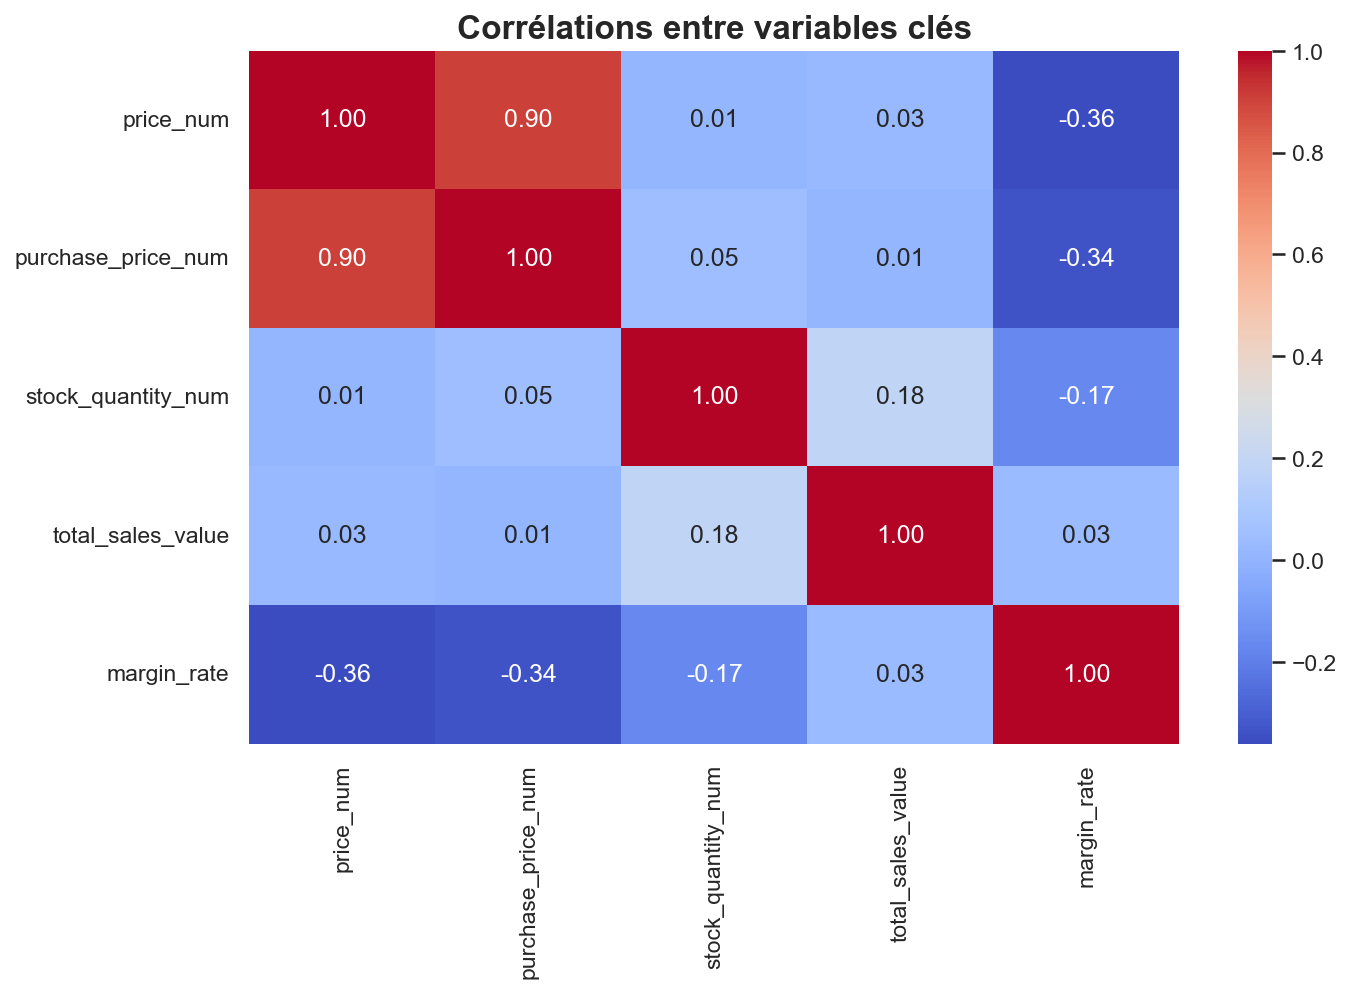 Corrélations entre variables clés
price_num 1.00 0.90 0.01 0.03 -0.36
purchase_price_num 0.90 1.00 0.05 0.01 -0.34
stock_quantity_num 0.01 0.05 1.00 0.18 -0.17
total_sales_value 0.03 0.01 0.18 1.00 0.03
margin_rate -0.36 -0.34 -0.17 0.03 1.00
price_num
purchase_price_num
stock_quantity_num
total_sales_value
margin_rate
1.0
0.8
0.6
0.4
0.2
0.0
−0.2